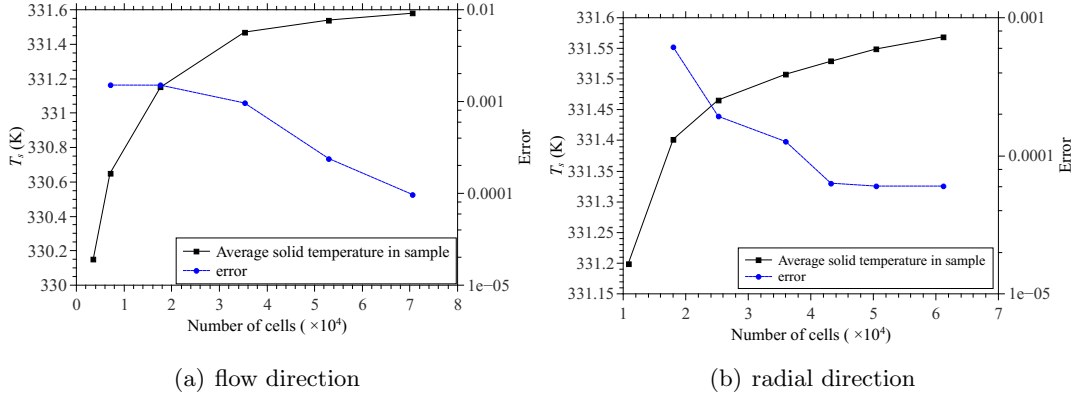 331.6
331.4
331.2
331
330.8
330.6
330.4
330.2
330
T_s (K)
0.01
0.001
0.0001
1e−05
Error
Average solid temperature in sample
error
0 1 2 3 4 5 6 7 8
Number of cells ( ×10⁴)
(a) flow direction
331.6
331.55
331.5
331.45
331.4
331.35
331.3
331.25
331.2
331.15
T_s (K)
0.001
0.0001
1e−05
Error
Average solid temperature in sample
error
1 2 3 4 5 6 7
Number of cells ( ×10⁴)
(b) radial direction